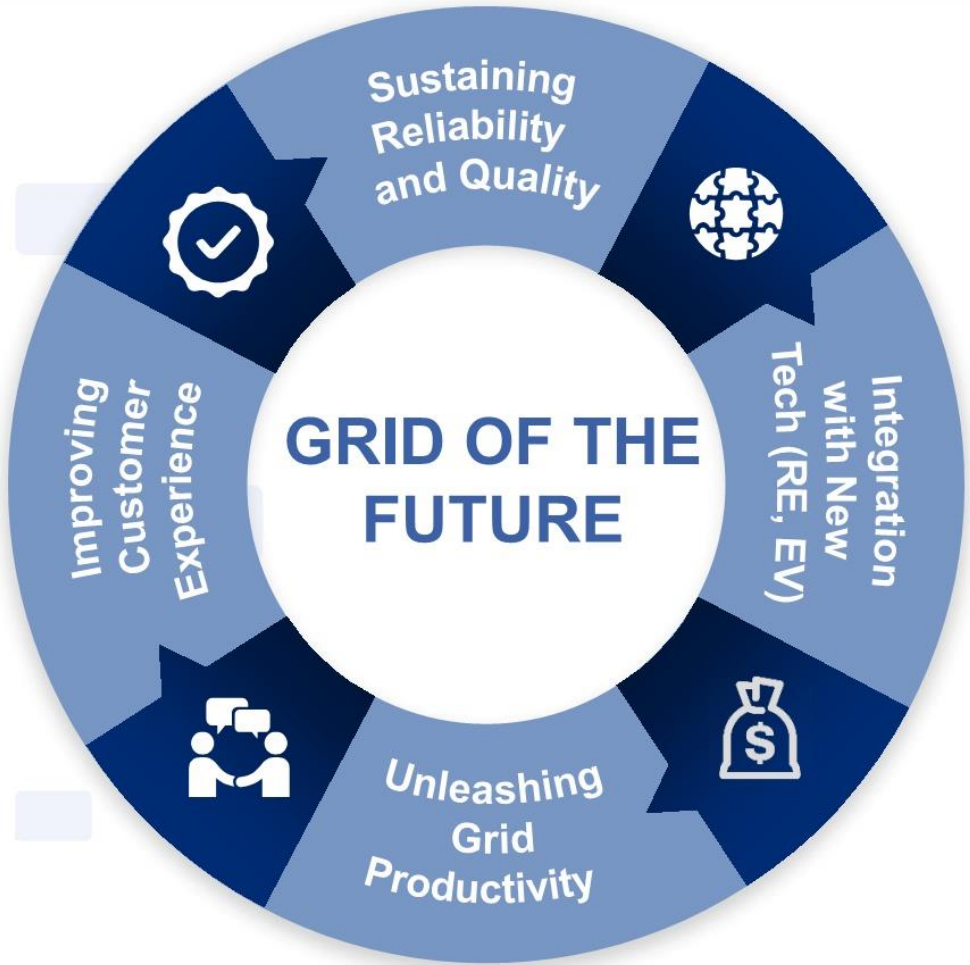 Sustaining
Reliability
and Quality
Integration
with New
Tech (RE, EV)
Unleashing
Grid
Productivity
Improving
Customer
Experience
GRID OF THE
FUTURE
$